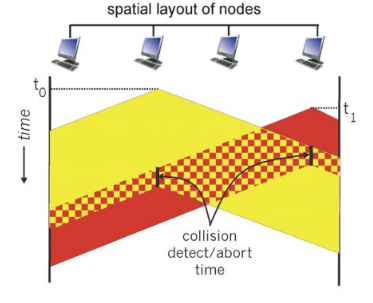 spatial layout of nodes
t0
t1
time
collision
detect/abort
time